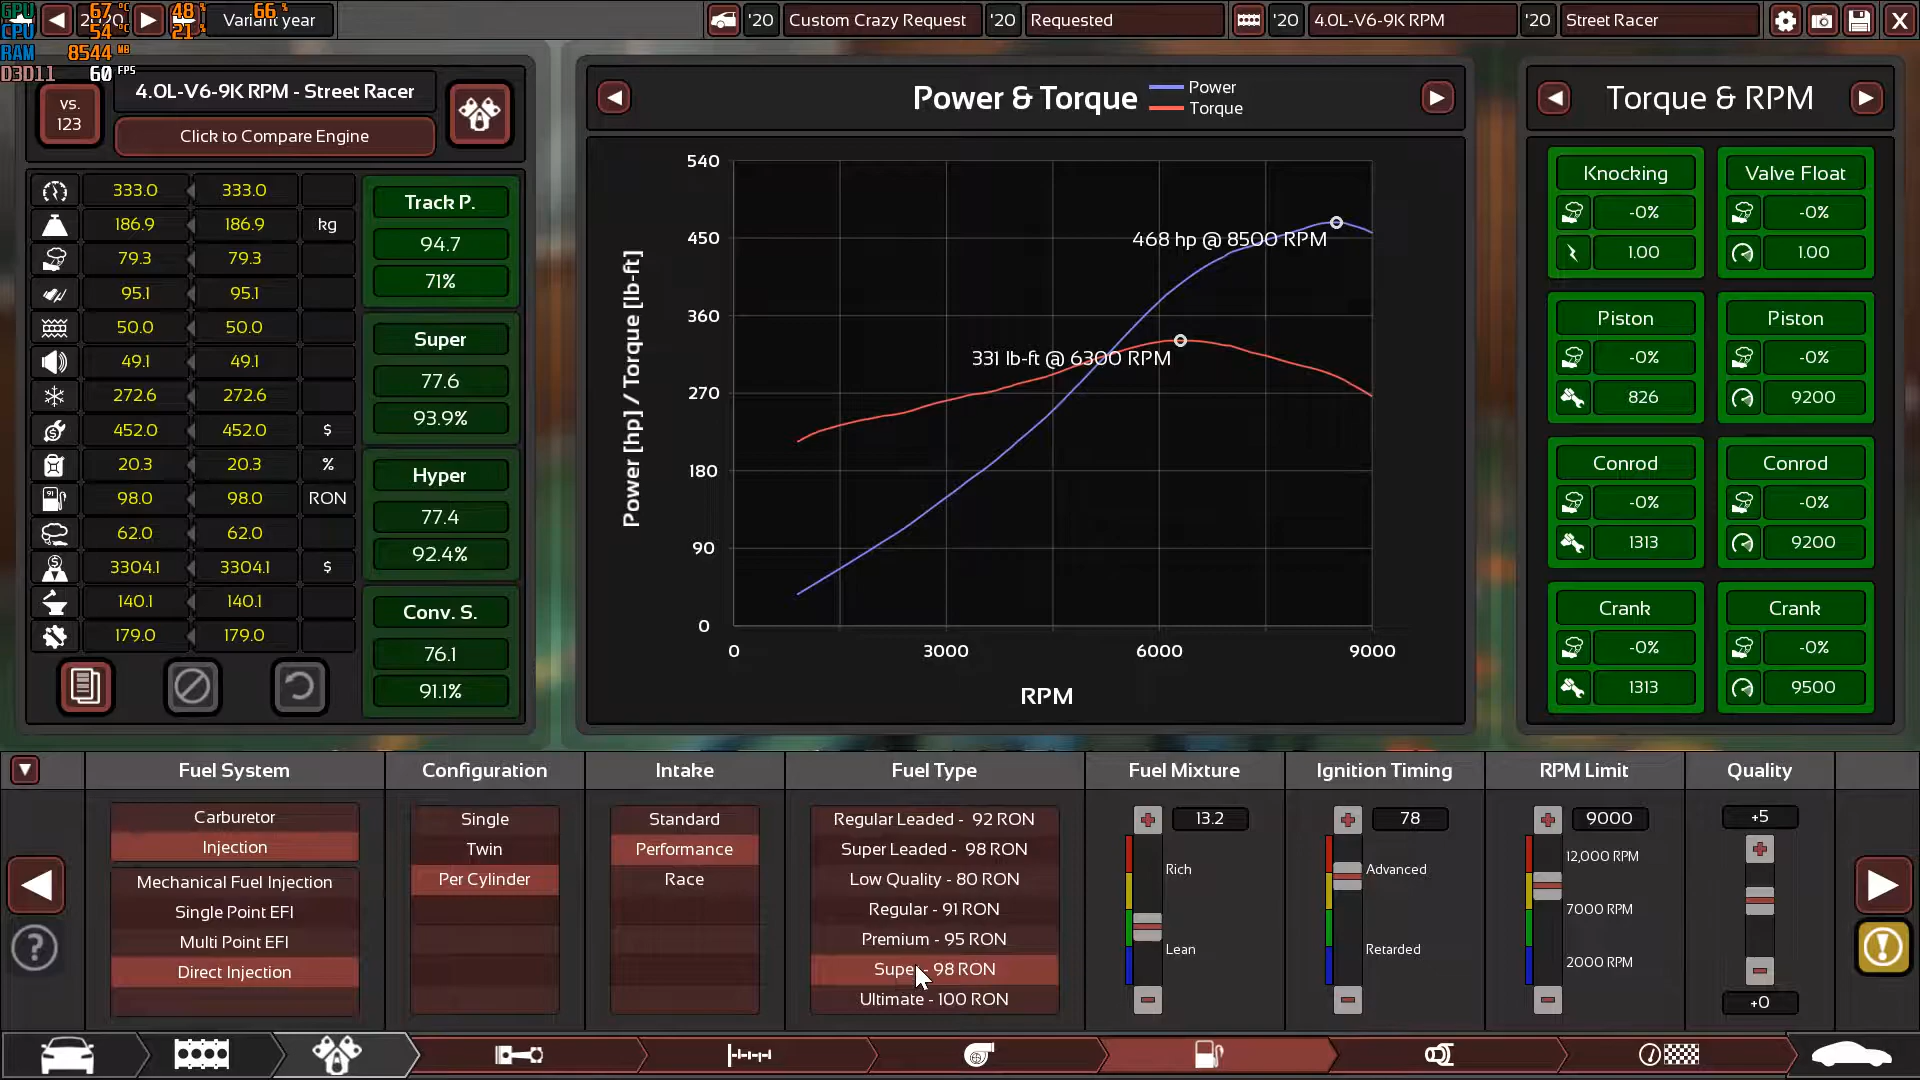 GPU 67 °C 48 % 66 %
CPU 54 °C 21 %
RAM 8544 MB
D3D11 60 FPS
Variant year
'20 Custom Crazy Request '20 Requested
'20 4.0L-V6-9K RPM '20 Street Racer
vs. 123
4.0L-V6-9K RPM - Street Racer
Click to Compare Engine
333.0 333.0
186.9 186.9 kg
79.3 79.3
95.1 95.1
50.0 50.0
49.1 49.1
272.6 272.6
452.0 452.0 $
20.3 20.3 %
98.0 98.0 RON
62.0 62.0
3304.1 3304.1 $
140.1 140.1
179.0 179.0
Track P.
94.7
71%
Super
77.6
93.9%
Hyper
77.4
92.4%
Conv. S.
76.1
91.1%
Power & Torque
Power
Torque
Power [hp] / Torque [lb-ft]
540
450
360
270
180
90
0
468 hp @ 8500 RPM
331 lb-ft @ 6300 RPM
0 3000 6000 9000
RPM
Torque & RPM
Knocking
-0%
1.00
Valve Float
-0%
1.00
Piston
-0%
826
Piston
-0%
9200
Conrod
-0%
1313
Conrod
-0%
9200
Crank
-0%
1313
Crank
-0%
9500
Fuel System
Carburetor
Injection
Mechanical Fuel Injection
Single Point EFI
Multi Point EFI
Direct Injection
Configuration
Single
Twin
Per Cylinder
Intake
Standard
Performance
Race
Fuel Type
Regular Leaded - 92 RON
Super Leaded - 98 RON
Low Quality - 80 RON
Regular - 91 RON
Premium - 95 RON
Super - 98 RON
Ultimate - 100 RON
Fuel Mixture
13.2
Rich
Lean
Ignition Timing
78
Advanced
Retarded
RPM Limit
9000
12,000 RPM
7000 RPM
2000 RPM
Quality
+5
+0